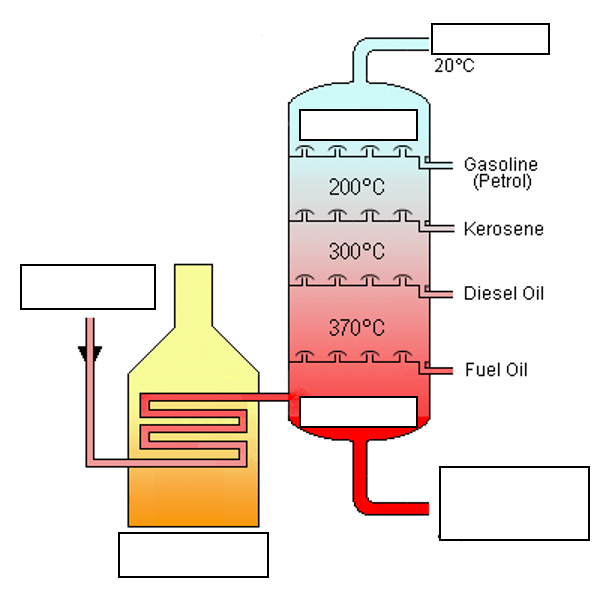 20°C
Gasoline
(Petrol)
200°C
Kerosene
300°C
Diesel Oil
370°C
Fuel Oil